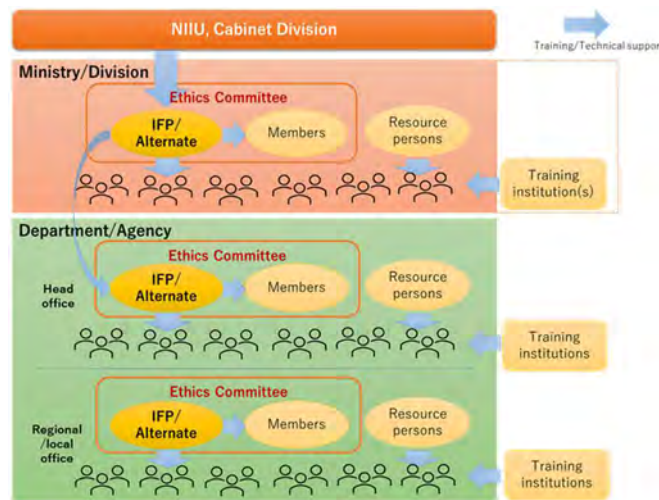 NIIU, Cabinet Division
Training/Technical support
Ministry/Division
Ethics Committee
IFP/
Alternate
Members
Resource
persons
Training
institution(s)
Department/Agency
Ethics Committee
Head
office
IFP/
Alternate
Members
Resource
persons
Training
institutions
Ethics Committee
Regional
/local
office
IFP/
Alternate
Members
Resource
persons
Training
institutions